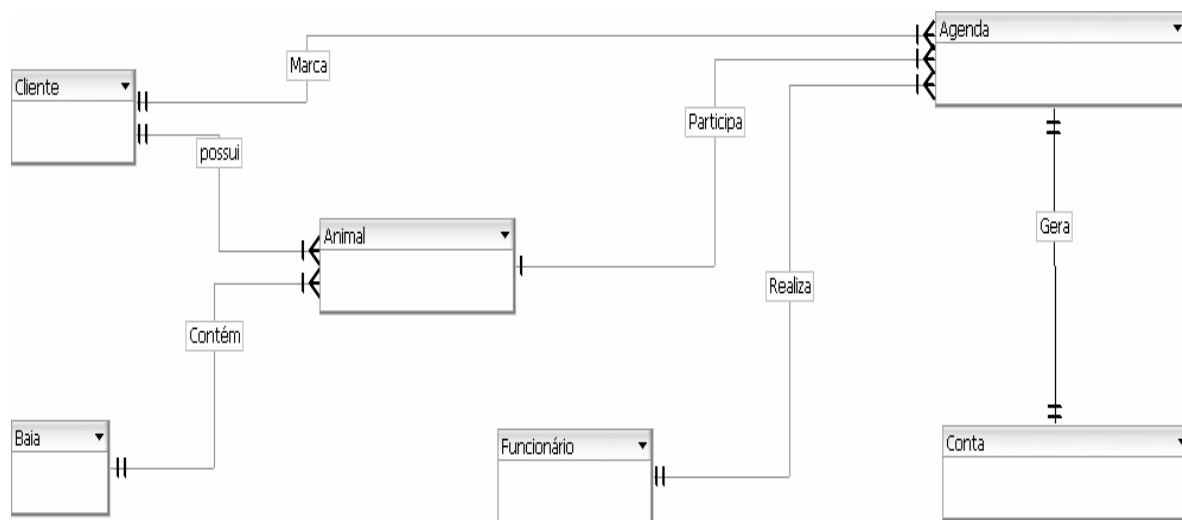 Agenda
Marca
Cliente
Participa
possui
Animal
Gera
Realiza
Contém
Baia
Funcionário
Conta